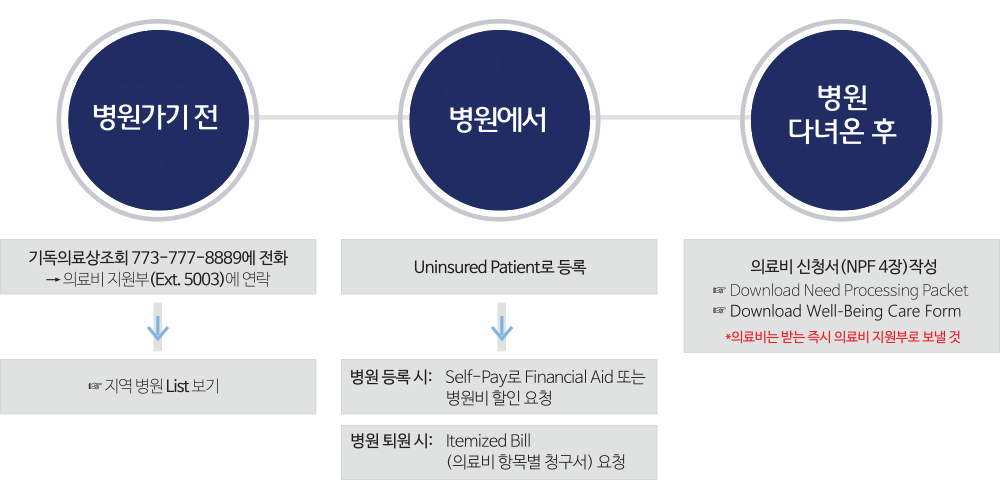 병원가기 전
병원에서
병원
다녀온 후
기독의료상조회 773-777-8889에 전화
→ 의료비 지원부(Ext. 5003)에 연락
☞ 지역 병원 List 보기
Uninsured Patient로 등록
병원 등록 시: Self-Pay로 Financial Aid 또는
병원비 할인 요청
병원 퇴원 시: Itemized Bill
(의료비 항목별 청구서) 요청
의료비 신청서(NPF 4장)작성
☞ Download Need Processing Packet
☞ Download Well-Being Care Form
*의료비는 받는 즉시 의료비 지원부로 보낼 것